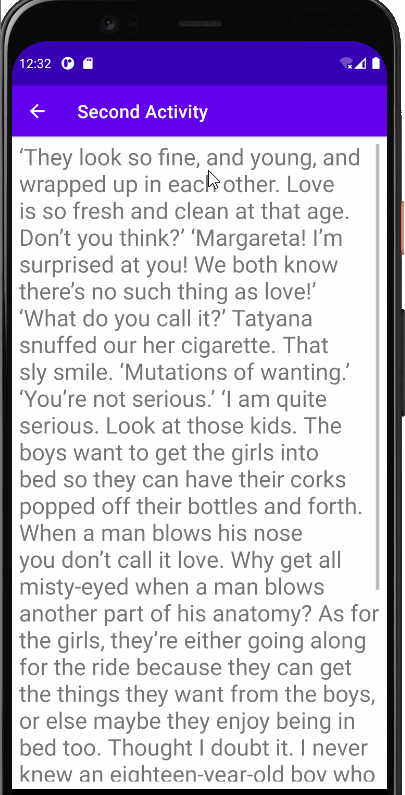 12:32
Second Activity
‘They look so fine, and young, and
wrapped up in each other. Love
is so fresh and clean at that age.
Don’t you think?’ ‘Margareta! I’m
surprised at you! We both know
there’s no such thing as love!’
‘What do you call it?’ Tatyana
snuffed our her cigarette. That
sly smile. ‘Mutations of wanting.’
‘You’re not serious.’ ‘I am quite
serious. Look at those kids. The
boys want to get the girls into
bed so they can have their corks
popped off their bottles and forth.
When a man blows his nose
you don’t call it love. Why get all
misty-eyed when a man blows
another part of his anatomy? As for
the girls, they’re either going along
for the ride because they can get
the things they want from the boys,
or else maybe they enjoy being in
bed too. Thought I doubt it. I never
knew an eighteen-year-old boy who